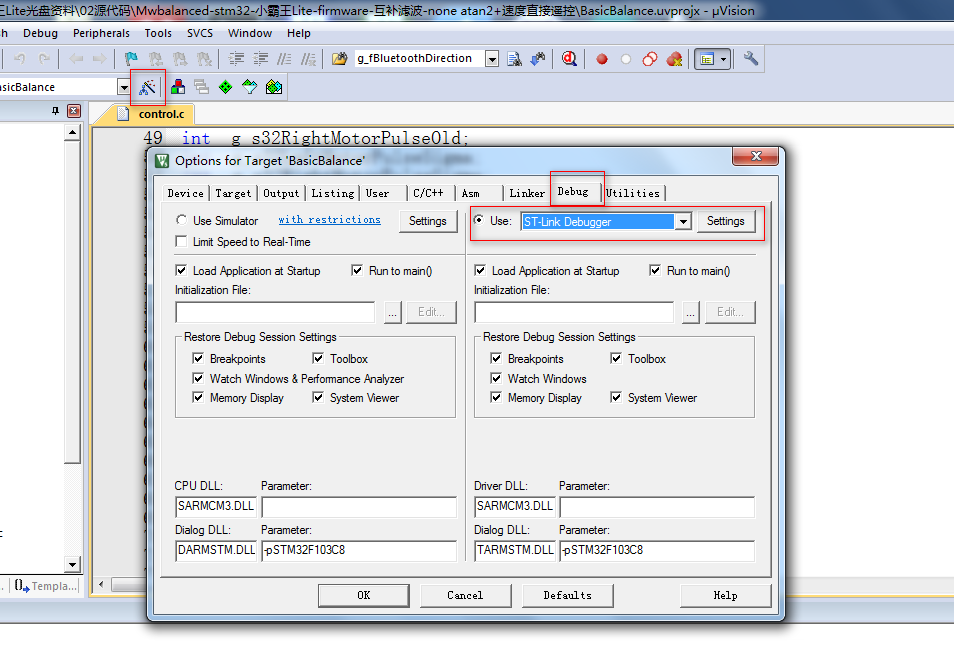 E Lite光盘资料\02源代码\Mwbalanced-stm32-小霸王Lite-firmware-互补滤波-none atan2+速度直接遥控\BasicBalance.uvprojx - µVision
sh Debug Peripherals Tools SVCS Window Help
g_fBluetoothDirection
asicBalance
control.c
49 int g_s32RightMotorPulseOld;
Options for Target 'BasicBalance'
Device Target Output Listing User C/C++ Asm Linker Debug Utilities
Use Simulator with restrictions Settings Use: ST-Link Debugger Settings
Limit Speed to Real-Time
Load Application at Startup Run to main() Load Application at Startup Run to main()
Initialization File: Initialization File:
... Edit... ... Edit...
Restore Debug Session Settings Restore Debug Session Settings
Breakpoints Toolbox Breakpoints Toolbox
Watch Windows & Performance Analyzer Watch Windows
Memory Display System Viewer Memory Display System Viewer
CPU DLL: Parameter: Driver DLL: Parameter:
SARMCM3.DLL SARMCM3.DLL
Dialog DLL: Parameter: Dialog DLL: Parameter:
DARMSTM.DLL -pSTM32F103C8 TARMSTM.DLL -pSTM32F103C8
Templa...
OK Cancel Defaults Help